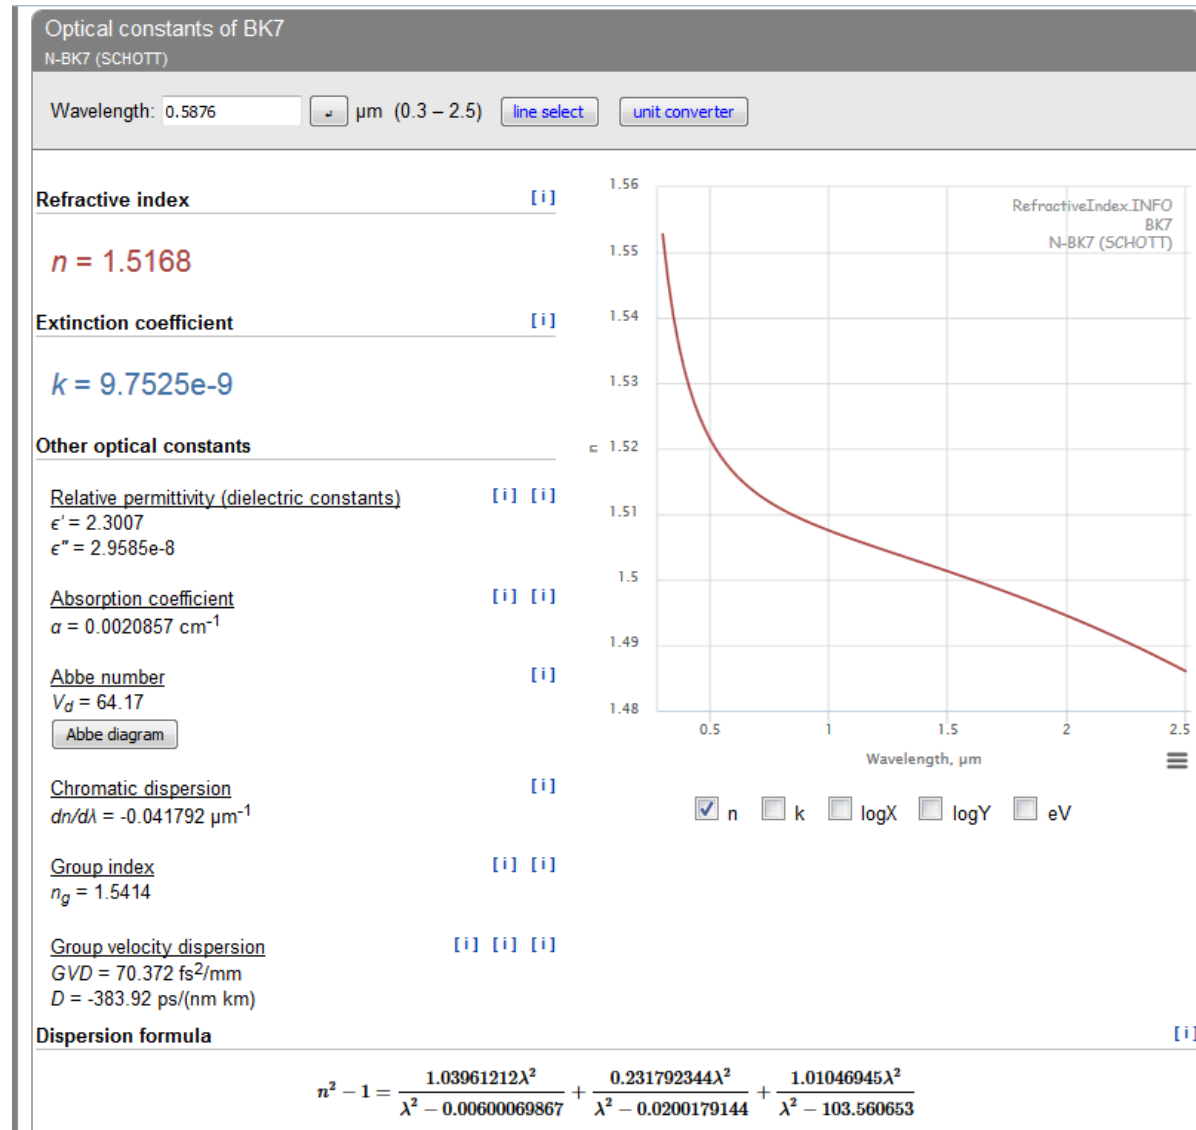 Optical constants of BK7
N-BK7 (SCHOTT)
Wavelength: 0.5876 ↲ µm (0.3 – 2.5) line select unit converter
Refractive index [ i ]
n = 1.5168
Extinction coefficient [ i ]
k = 9.7525e-9
Other optical constants
Relative permittivity (dielectric constants) [ i ] [ i ]
ϵ' = 2.3007
ϵ″ = 2.9585e-8
Absorption coefficient [ i ] [ i ]
α = 0.0020857 cm⁻¹
Abbe number [ i ]
V_d = 64.17
Abbe diagram
Chromatic dispersion [ i ]
dn/dλ = -0.041792 µm⁻¹
Group index [ i ] [ i ]
n_g = 1.5414
Group velocity dispersion [ i ] [ i ] [ i ]
GVD = 70.372 fs²/mm
D = -383.92 ps/(nm km)
1.56
1.55
1.54
1.53
n 1.52
1.51
1.5
1.49
1.48
RefractiveIndex.INFO
BK7
N-BK7 (SCHOTT)
0.5 1 1.5 2 2.5
Wavelength, µm
n k logX logY eV
Dispersion formula [ i ]
n² − 1 = 1.03961212λ² / (λ² − 0.00600069867) + 0.231792344λ² / (λ² − 0.0200179144) + 1.01046945λ² / (λ² − 103.560653)